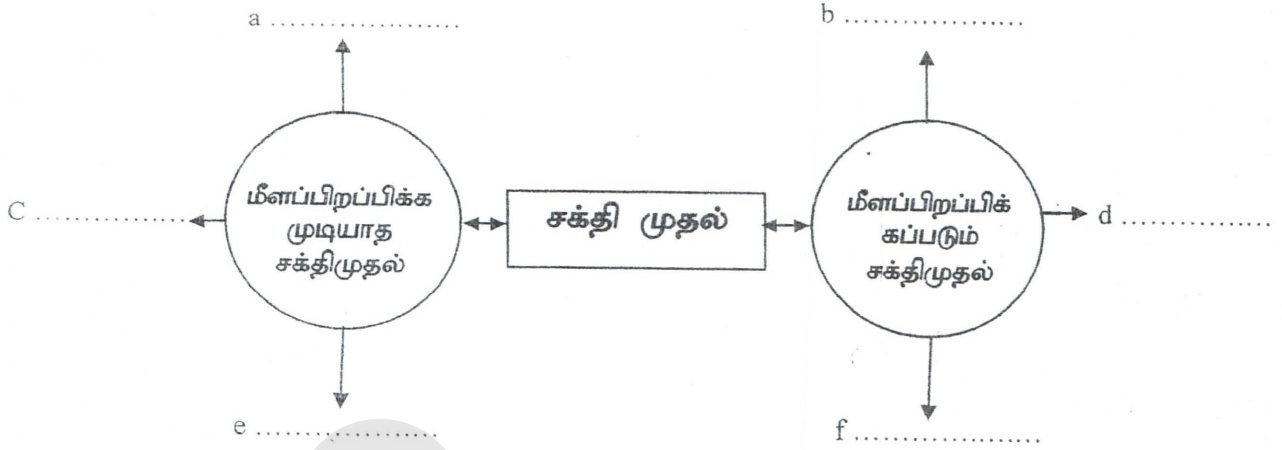 a ....................
b ....................
மீளப்பிறப்பிக்க
முடியாத
சக்திமுதல்
சக்தி முதல்
மீளப்பிறப்பிக்
கப்படும்
சக்திமுதல்
C ....................
d ....................
e ....................
f ....................